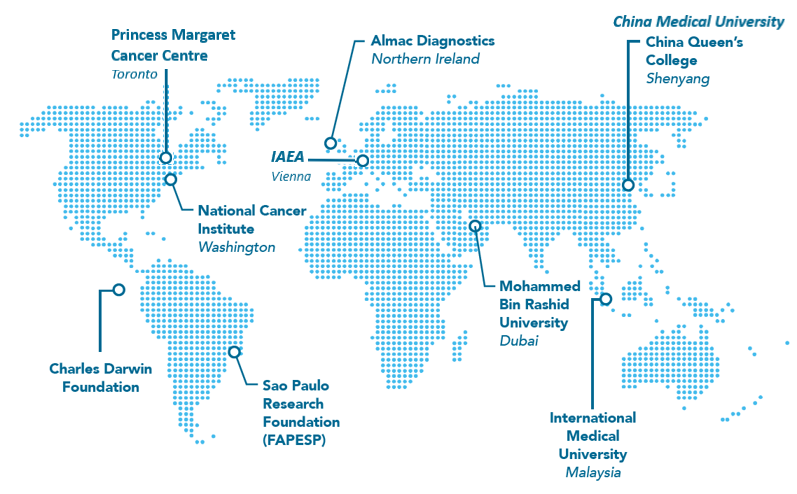 Princess Margaret
Cancer Centre
Toronto
Almac Diagnostics
Northern Ireland
China Medical University
China Queen's
College
Shenyang
IAEA
Vienna
National Cancer
Institute
Washington
Mohammed
Bin Rashid
University
Dubai
Charles Darwin
Foundation
Sao Paulo
Research
Foundation
(FAPESP)
International
Medical
University
Malaysia